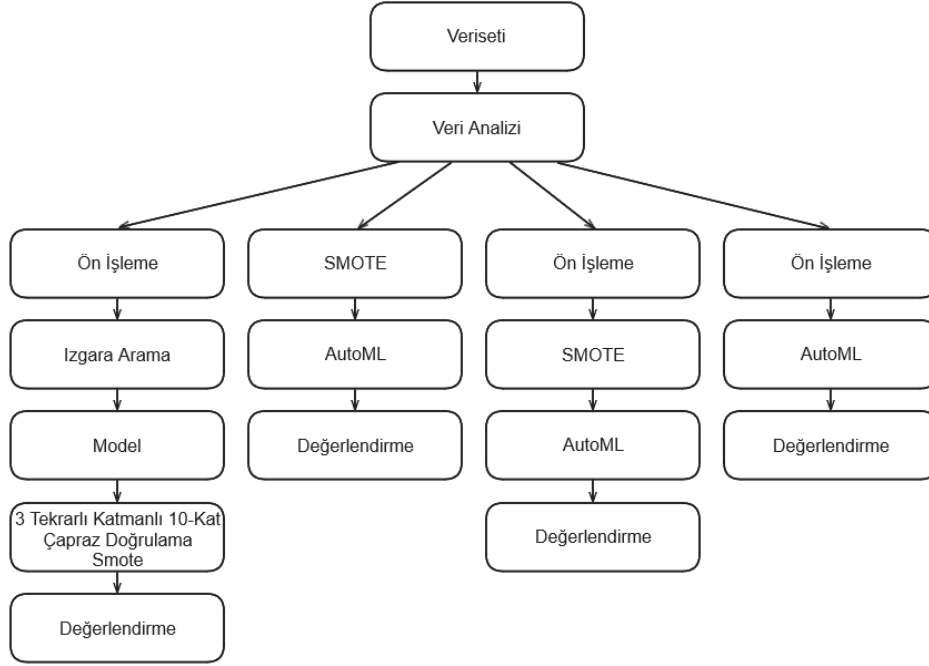 Veriseti
Veri Analizi
Ön İşleme
SMOTE
Ön İşleme
Ön İşleme
Izgara Arama
AutoML
SMOTE
AutoML
Model
Değerlendirme
AutoML
Değerlendirme
3 Tekrarlı Katmanlı 10-Kat
Çapraz Doğrulama
Smote
Değerlendirme
Değerlendirme